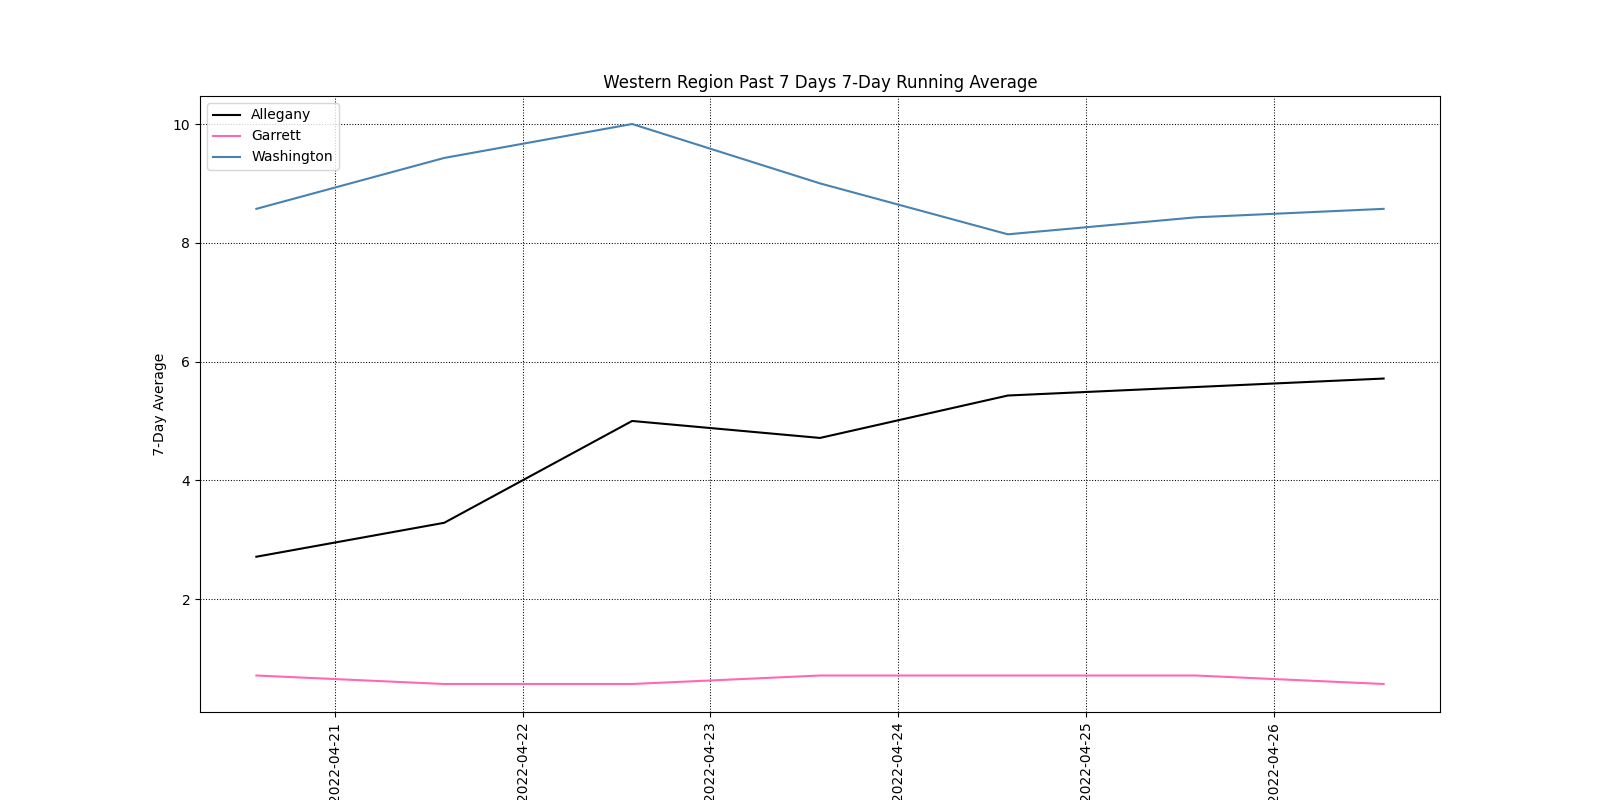 Western Region Past 7 Days 7-Day Running Average
Allegany
Garrett
Washington
10
8
6
4
2
7-Day Average
2022-04-21
2022-04-22
2022-04-23
2022-04-24
2022-04-25
2022-04-26